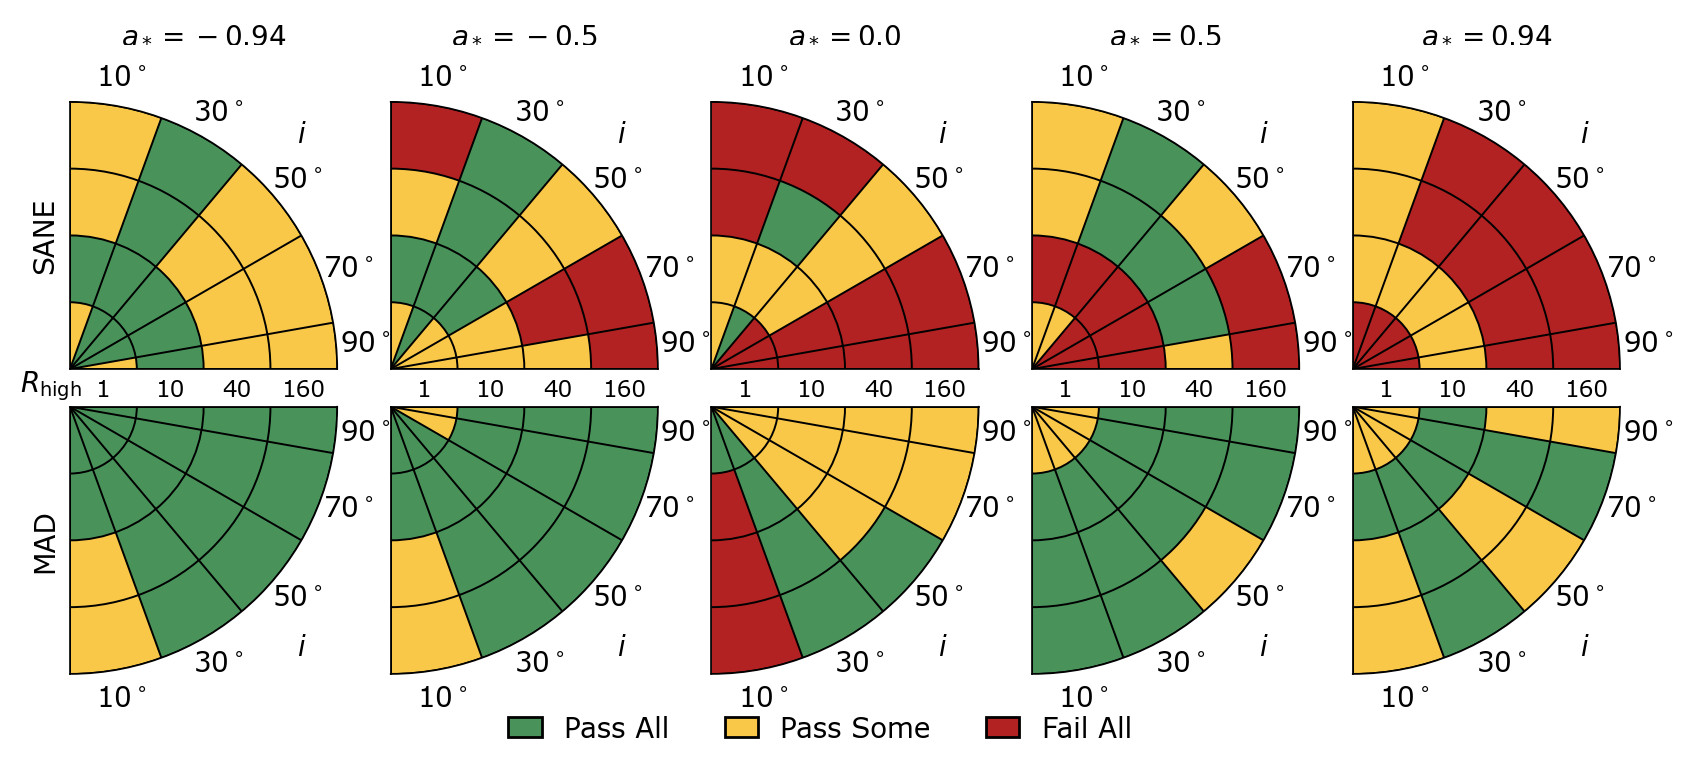 a* = −0.94 a* = −0.5 a* = 0.0 a* = 0.5 a* = 0.94
10° 10° 10° 10° 10°
30° 30° 30° 30° 30°
i i i i i
50° 50° 50° 50° 50°
SANE
70° 70° 70° 70° 70°
90° 90° 90° 90° 90°
R_high 1 10 40 160 1 10 40 160 1 10 40 160 1 10 40 160 1 10 40 160
90° 90° 90° 90° 90°
70° 70° 70° 70° 70°
MAD
50° 50° 50° 50° 50°
i i i i i
30° 30° 30° 30° 30°
10° 10° 10° 10° 10°
Pass All Pass Some Fail All